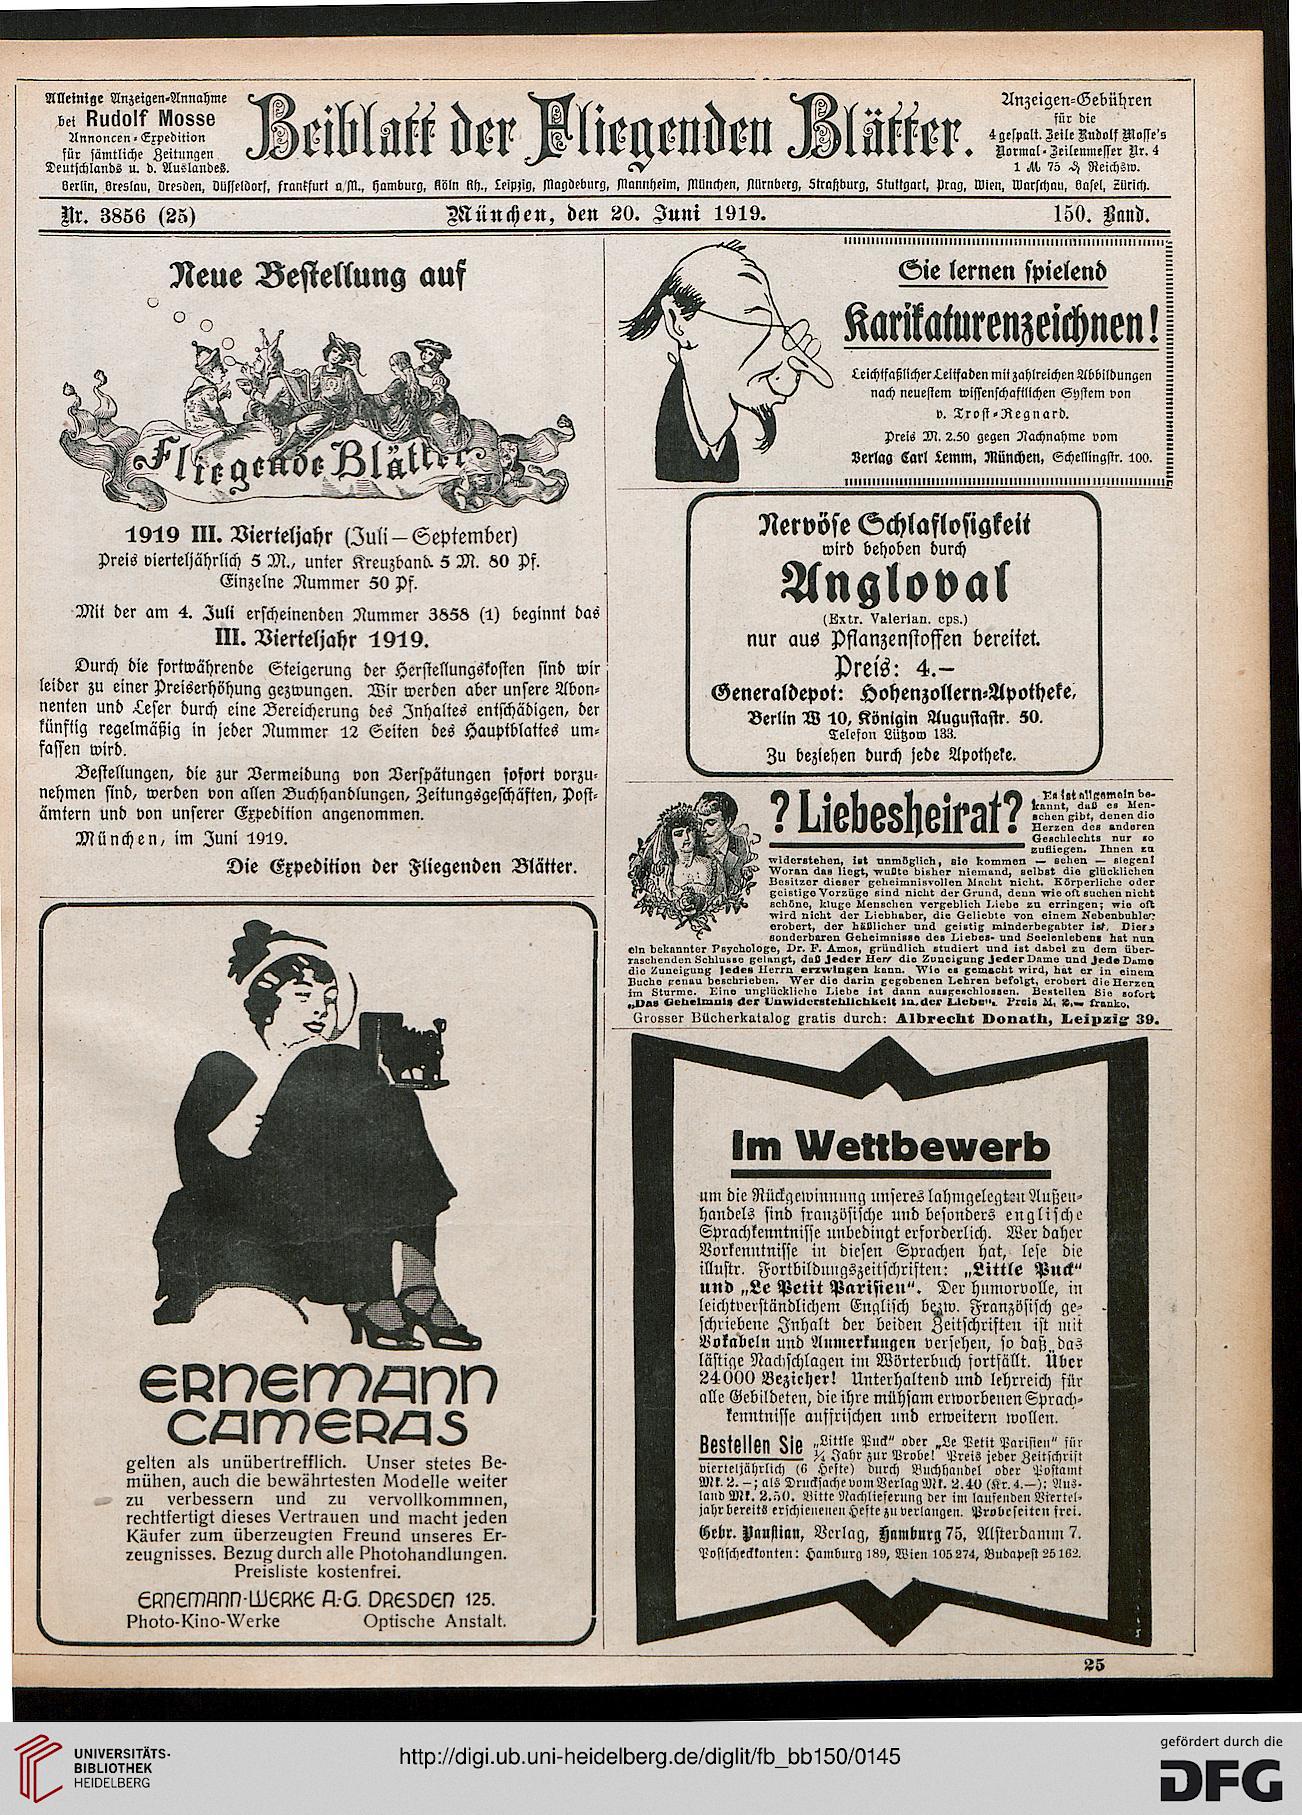 Alleinige Anzeigen-Annahme
bei Rudolf Mosse
Annoncen-Expedition
für sämtliche Zeitungen
Deutschlands u. d. Auslandes.
Beiblatt der Fliegenden Blätter.
Anzeigen-Gebühren
für die
4 gespalt. Zeile Rudolf Mosse's
Normal-Zeilenmesser Nr. 4
1 M 75 ₰ Reichsw.
Berlin, Breslau, Dresden, Düsseldorf, Frankfurt a/M., Hamburg, Köln Rh., Leipzig, Magdeburg, Mannheim, München, Nürnberg, Straßburg, Stuttgart, Prag, Wien, Warschau, Basel, Zürich.
Nr. 3856 (25)
München, den 20. Juni 1919.
150. Band.
Neue Bestellung auf
Fliegende Blätter
1919 III. Vierteljahr (Juli—September)
Preis vierteljährlich 5 M., unter Kreuzband. 5 M. 80 Pf.
Einzelne Nummer 50 Pf.
Mit der am 4. Juli erscheinenden Nummer 3858 (1) beginnt das
III. Vierteljahr 1919.
Durch die fortwährende Steigerung der Herstellungskosten sind wir
leider zu einer Preiserhöhung gezwungen. Wir werden aber unsere Abon-
nenten und Leser durch eine Bereicherung des Inhaltes entschädigen, der
künftig regelmäßig in jeder Nummer 12 Seiten des Hauptblattes um-
fassen wird.
Bestellungen, die zur Vermeidung von Verspätungen sofort vorzu-
nehmen sind, werden von allen Buchhandlungen, Zeitungsgeschäften, Post-
ämtern und von unserer Expedition angenommen.
München, im Juni 1919.
Die Expedition der Fliegenden Blätter.
ERNEMANN
CAMERAS
gelten als unübertrefflich. Unser stetes Be-
mühen, auch die bewährtesten Modelle weiter
zu verbessern und zu vervollkommnen,
rechtfertigt dieses Vertrauen und macht jeden
Käufer zum überzeugten Freund unseres Er-
zeugnisses. Bezug durch alle Photohandlungen.
Preisliste kostenfrei.
ERNEMANN-WERKE A-G. DRESDEN 125.
Photo-Kino-Werke Optische Anstalt.
Sie lernen spielend
Karikaturenzeichnen!
Leichtfaßlicher Leitfaden mit zahlreichen Abbildungen
nach neuestem wissenschaftlichen System von
v. Trost-Regnard.
Preis M. 2.50 gegen Nachnahme vom
Verlag Carl Lemm, München, Schellingstr. 100.
Nervöse Schlaflosigkeit
wird behoben durch
Angloval
(Extr. Valerian. cps.)
nur aus Pflanzenstoffen bereitet.
Preis: 4.—
Generaldepot: Hohenzollern-Apotheke,
Berlin W 10, Königin Augustastr. 50.
Telefon Lützow 133.
Zu beziehen durch jede Apotheke.
? Liebesheirat?
Es ist allgemein be-
kannt, daß es Men-
schen gibt, denen die
Herzen des anderen
Geschlechts nur so
zufliegen. Ihnen zu
widerstehen, ist unmöglich, sie kommen — sehen — siegen!
Woran das liegt, wußte bisher niemand, selbst die glücklichen
Besitzer dieser geheimnisvollen Macht nicht. Körperliche oder
geistige Vorzüge sind nicht der Grund, denn wie oft suchen nicht
schöne, kluge Menschen vergeblich Liebe zu erringen; wie oft
wird nicht der Liebhaber, die Geliebte von einem Nebenbuhler
erobert, der häßlicher und geistig minderbegabter ist. Dies
sonderbaren Geheimnisse des Liebes- und Seelenlebens hat nun
ein bekannter Psychologe, Dr. F. Amos, gründlich studiert und ist dabei zu dem über-
raschenden Schlusse gelangt, daß jeder Herr die Zuneigung jeder Dame und jede Dame
die Zuneigung jedes Herrn erzwingen kann. Wie es gemacht wird, hat er in einem
Buche genau beschrieben. Wer die darin gegebenen Lehren befolgt, erobert die Herzen
im Sturme. Eine unglückliche Liebe ist dann ausgeschlossen. Bestellen Sie sofort
„Das Geheimnis der Unwiderstehlichkeit in der Liebe". Preis M. 2.— franko.
Grosser Bücherkatalog gratis durch: Albrecht Donath, Leipzig 39.
Im Wettbewerb
um die Rückgewinnung unseres lahmgelegten Außen-
handels sind französische und besonders englische
Sprachkenntnisse unbedingt erforderlich. Wer daher
Vorkenntnisse in diesen Sprachen hat, lese die
illustr. Fortbildungszeitschriften: „Little Puck"
und „Le Petit Parisien". Der humorvolle, in
leichtverständlichem Englisch bezw. Französisch ge-
schriebene Inhalt der beiden Zeitschriften ist mit
Vokabeln und Anmerkungen versehen, so daß das
lästige Nachschlagen im Wörterbuch fortfällt. Über
24000 Bezieher! Unterhaltend und lehrreich für
alle Gebildeten, die ihre mühsam erworbenen Sprach-
kenntnisse auffrischen und erweitern wollen.
Bestellen Sie „Little Puck" oder „Le Petit Parisien" für
¼ Jahr zur Probe! Preis jeder Zeitschrift
vierteljährlich (6 Hefte) durch Buchhandel oder Postamt
Mk. 2.—; als Drucksache vom Verlag Mk. 2.40 (Kr. 4.—); Aus-
land Mk. 2.50. Bitte Nachlieferung der im laufenden Viertel-
jahr bereits erschienenen Hefte zu verlangen. Probeseiten frei.
Gebr. Paustian, Verlag, Hamburg 75, Alsterdamm 7.
Postscheckkonten: Hamburg 189, Wien 105 274, Budapest 25 162.
25
UNIVERSITÄTS-
BIBLIOTHEK
HEIDELBERG
http://digi.ub.uni-heidelberg.de/diglit/fb_bb150/0145
gefördert durch die
DFG